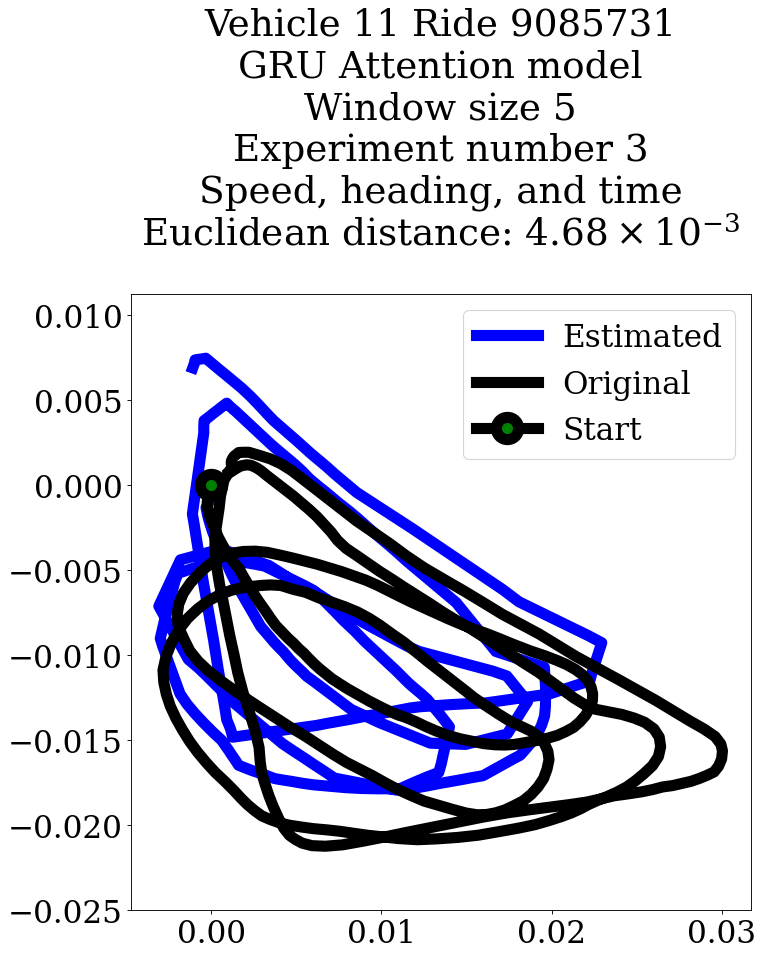 Vehicle 11 Ride 9085731
GRU Attention model
Window size 5
Experiment number 3
Speed, heading, and time
Euclidean distance: 4.68 × 10⁻³
Estimated
Original
Start
0.010
0.005
0.000
−0.005
−0.010
−0.015
−0.020
−0.025
0.00 0.01 0.02 0.03